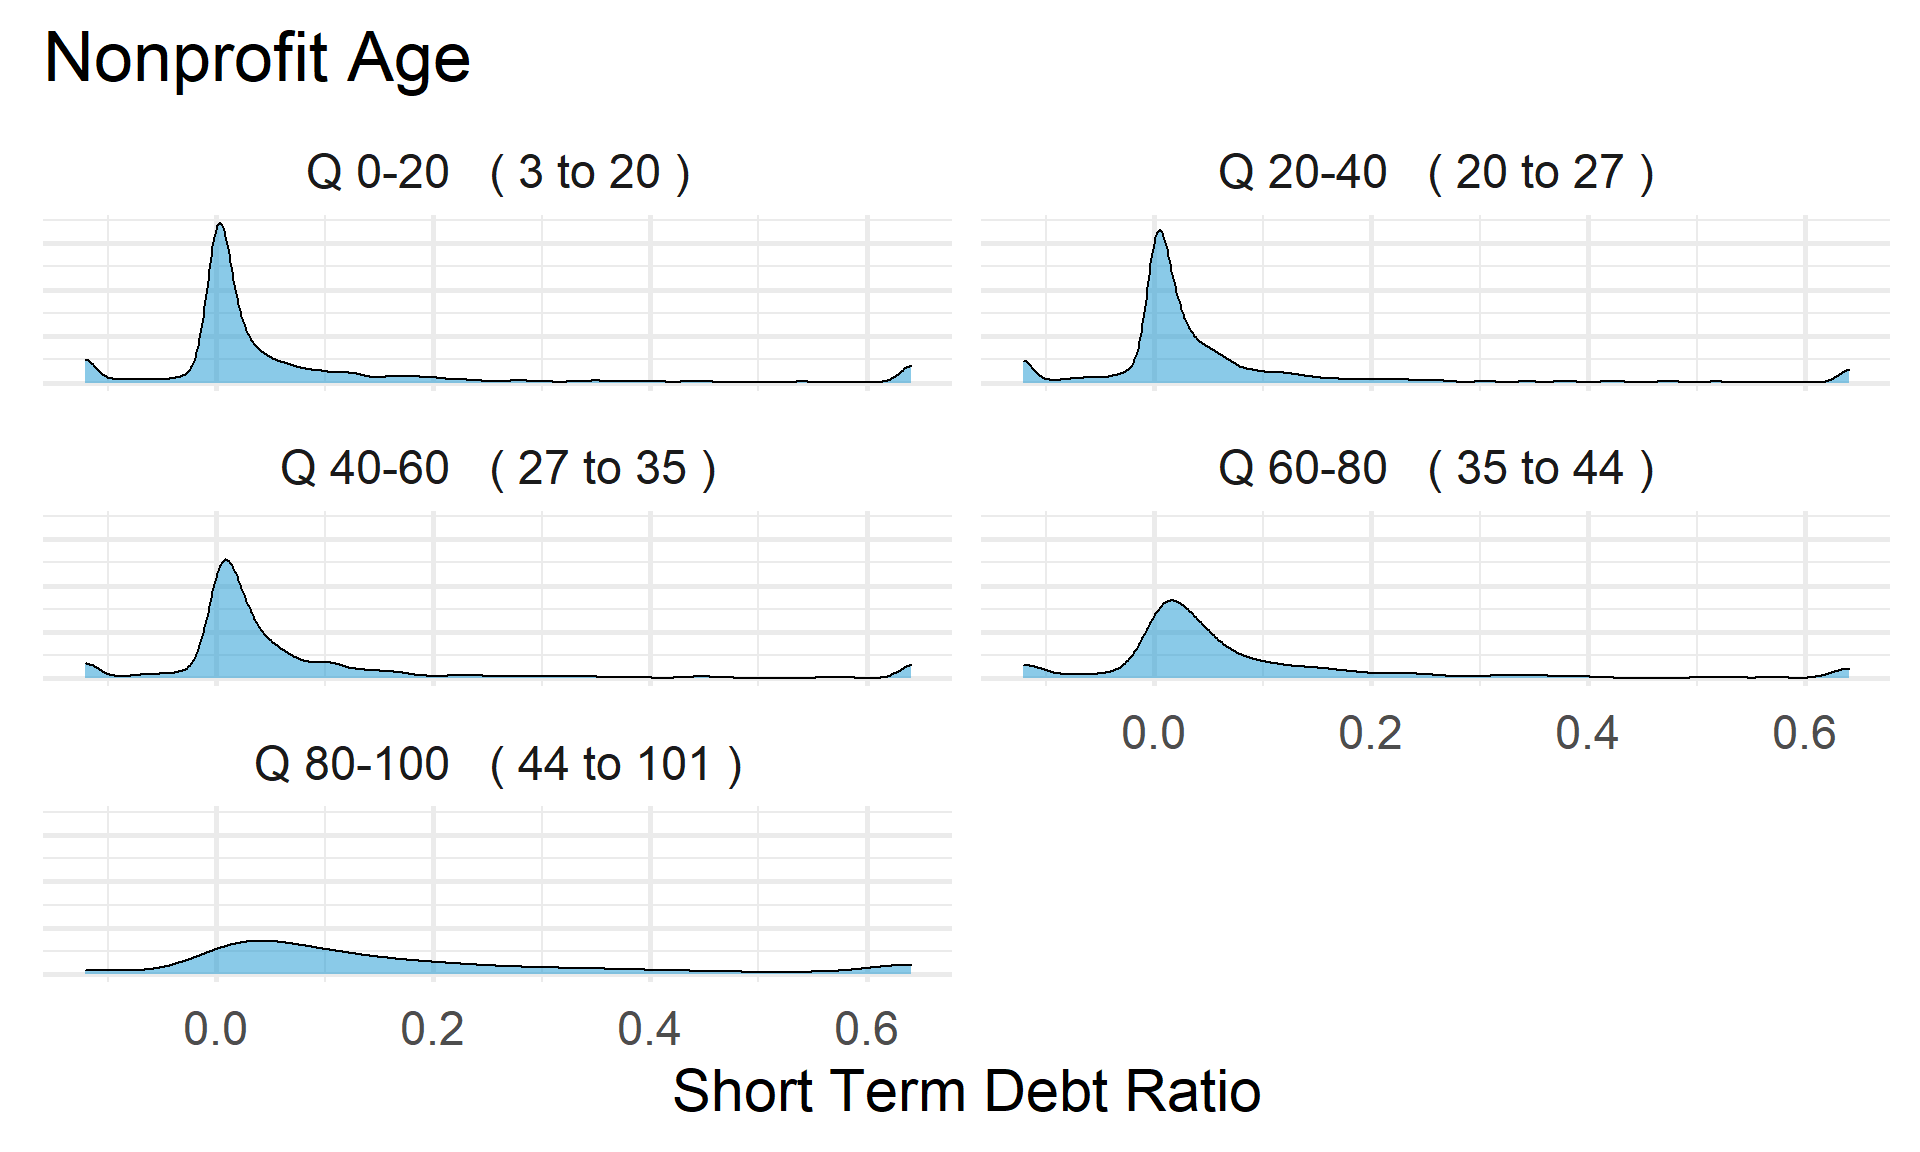 Nonprofit Age
Q 0-20 ( 3 to 20 )
Q 20-40 ( 20 to 27 )
Q 40-60 ( 27 to 35 )
Q 60-80 ( 35 to 44 )
0.0 0.2 0.4 0.6
Q 80-100 ( 44 to 101 )
0.0 0.2 0.4 0.6
Short Term Debt Ratio